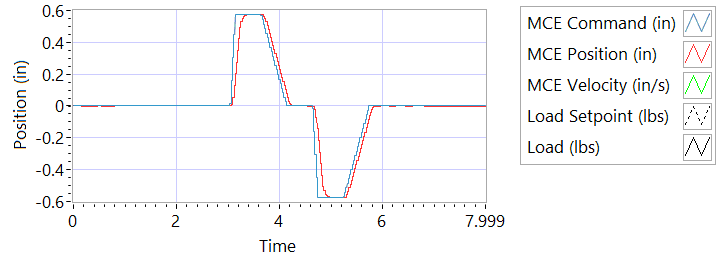 0.6
0.4
0.2
0
-0.2
-0.4
-0.6
Position (in)
0 2 4 6 7.999
Time
MCE Command (in)
MCE Position (in)
MCE Velocity (in/s)
Load Setpoint (lbs)
Load (lbs)